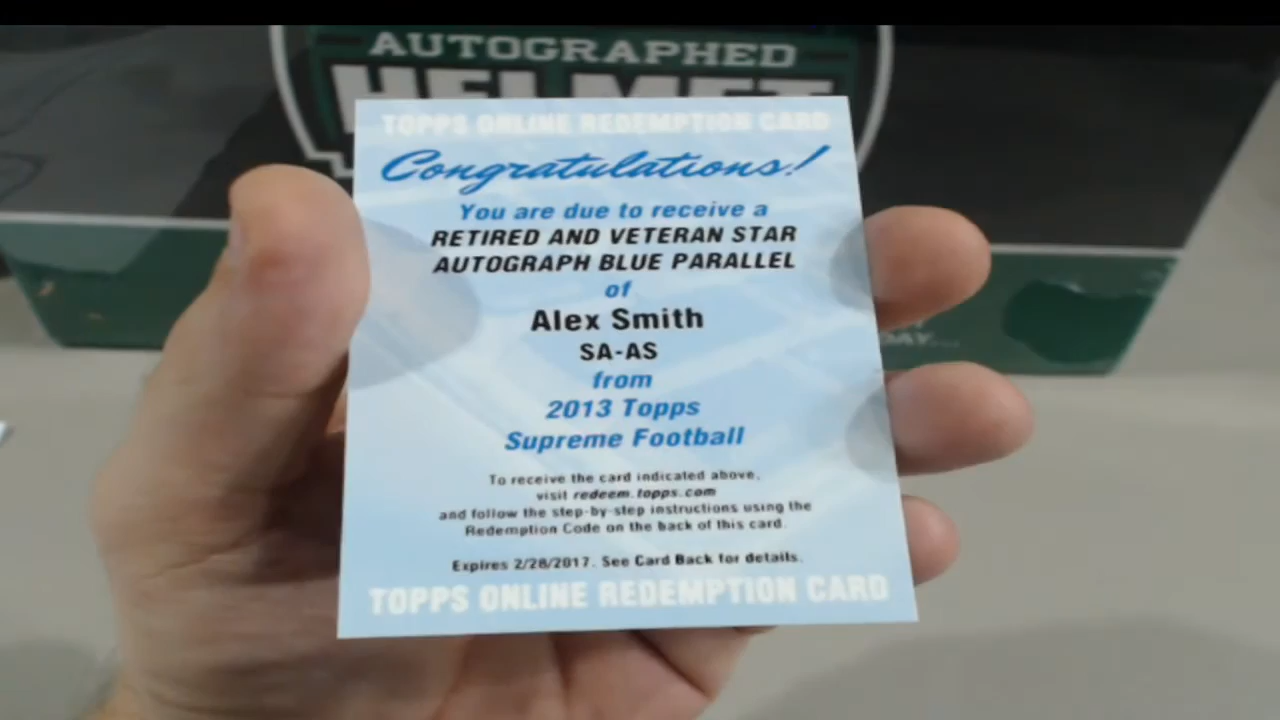 AUTOGRAPHED
HELMET
TOPPS ONLINE REDEMPTION CARD
Congratulations!
You are due to receive a
RETIRED AND VETERAN STAR
AUTOGRAPH BLUE PARALLEL
of
Alex Smith
SA-AS
from
2013 Topps
Supreme Football
To receive the card indicated above,
visit redeem.topps.com
and follow the step-by-step instructions using the
Redemption Code on the back of this card.
Expires 2/28/2017. See Card Back for details.
TOPPS ONLINE REDEMPTION CARD